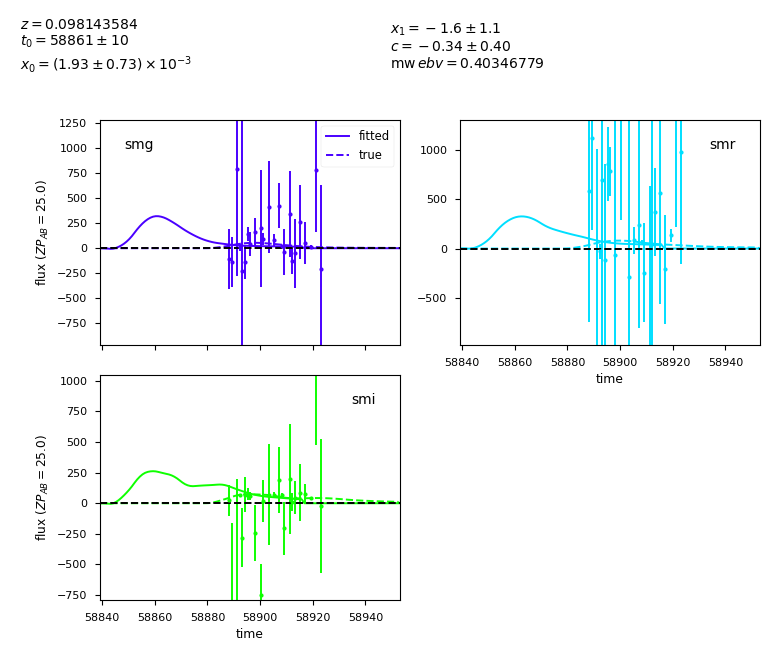 z = 0.098143584
t₀ = 58861 ± 10
x₀ = (1.93 ± 0.73) × 10⁻³
x₁ = −1.6 ± 1.1
c = −0.34 ± 0.40
mw ebv = 0.40346779
smg
fitted
true
1250
1000
750
500
250
0
−250
−500
−750
flux (ZP_AB = 25.0)
smr
1000
500
0
−500
58840 58860 58880 58900 58920 58940
time
smi
1000
750
500
250
0
−250
−500
−750
flux (ZP_AB = 25.0)
58840 58860 58880 58900 58920 58940
time